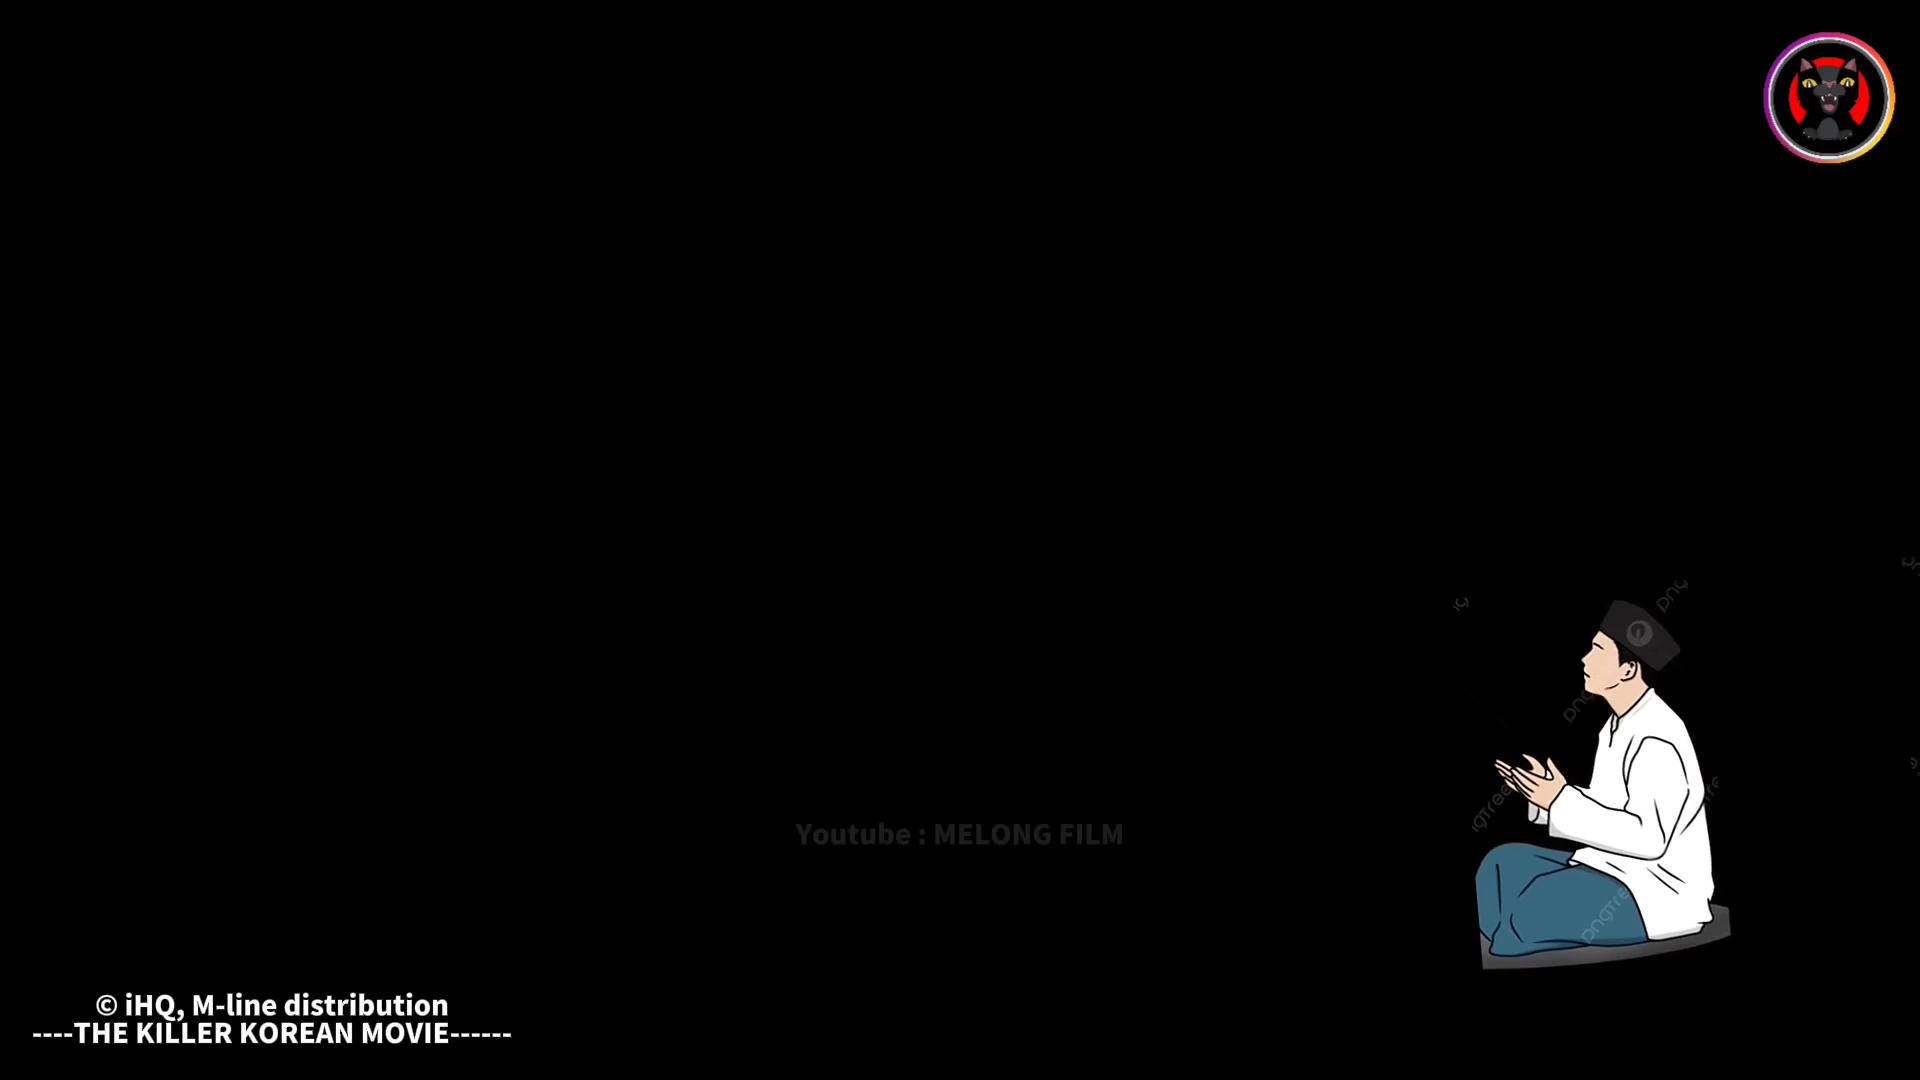 Youtube : MELONG FILM
© iHQ, M-line distribution
----THE KILLER KOREAN MOVIE------